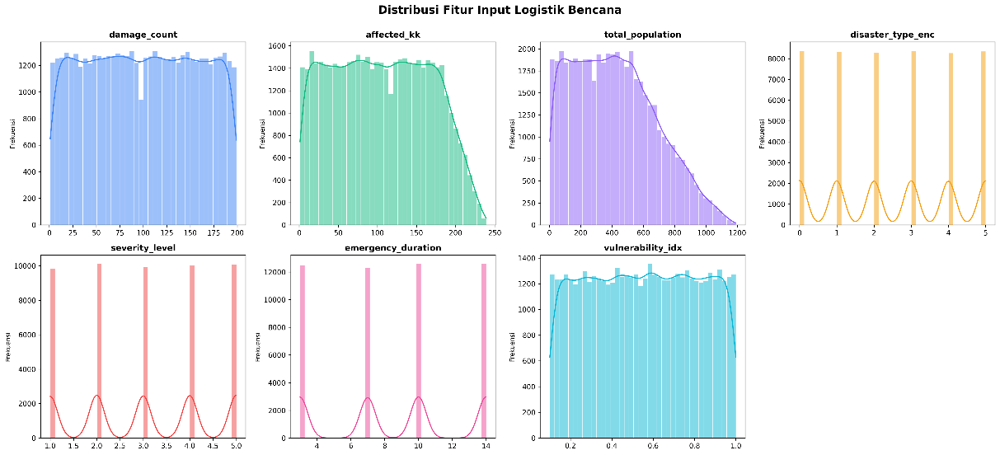 Distribusi Fitur Input Logistik Bencana
damage_count
Frekuensi
1200
1000
800
600
400
200
0
0 25 50 75 100 125 150 175 200
affected_kk
Frekuensi
1600
1400
1200
1000
800
600
400
200
0
0 50 100 150 200 250
total_population
Frekuensi
2000
1750
1500
1250
1000
750
500
250
0
0 200 400 600 800 1000 1200
disaster_type_enc
Frekuensi
8000
7000
6000
5000
4000
3000
2000
1000
0
0 1 2 3 4 5
severity_level
Frekuensi
10000
8000
6000
4000
2000
0
1.0 1.5 2.0 2.5 3.0 3.5 4.0 4.5 5.0
emergency_duration
Frekuensi
12000
10000
8000
6000
4000
2000
0
4 6 8 10 12 14
vulnerability_idx
Frekuensi
1400
1200
1000
800
600
400
200
0
0.2 0.4 0.6 0.8 1.0